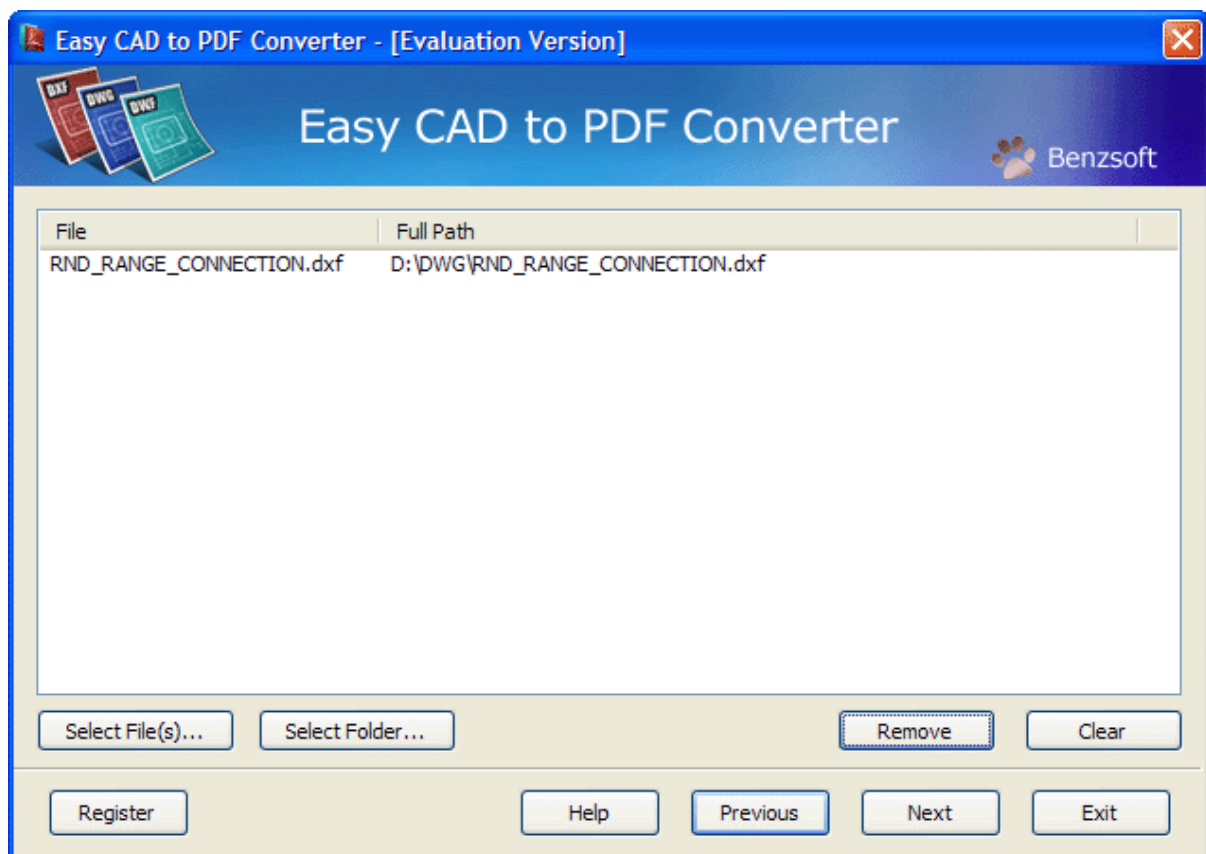 Easy CAD to PDF Converter - [Evaluation Version]
DXF
DWG
DWF
Easy CAD to PDF Converter
Benzsoft
File Full Path
RND_RANGE_CONNECTION.dxf D:\DWG\RND_RANGE_CONNECTION.dxf
Select File(s)... Select Folder... Remove Clear
Register Help Previous Next Exit